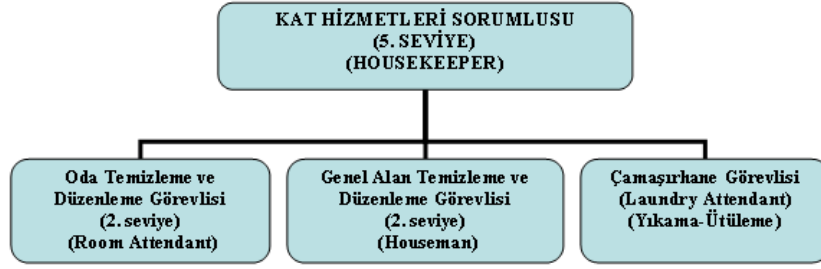 KAT HİZMETLERİ SORUMLUSU
(5. SEVİYE)
(HOUSEKEEPER)
Oda Temizleme ve
Düzenleme Görevlisi
(2. seviye)
(Room Attendant)
Genel Alan Temizleme ve
Düzenleme Görevlisi
(2. seviye)
(Houseman)
Çamaşırhane Görevlisi
(Laundry Attendant)
(Yıkama-Ütüleme)